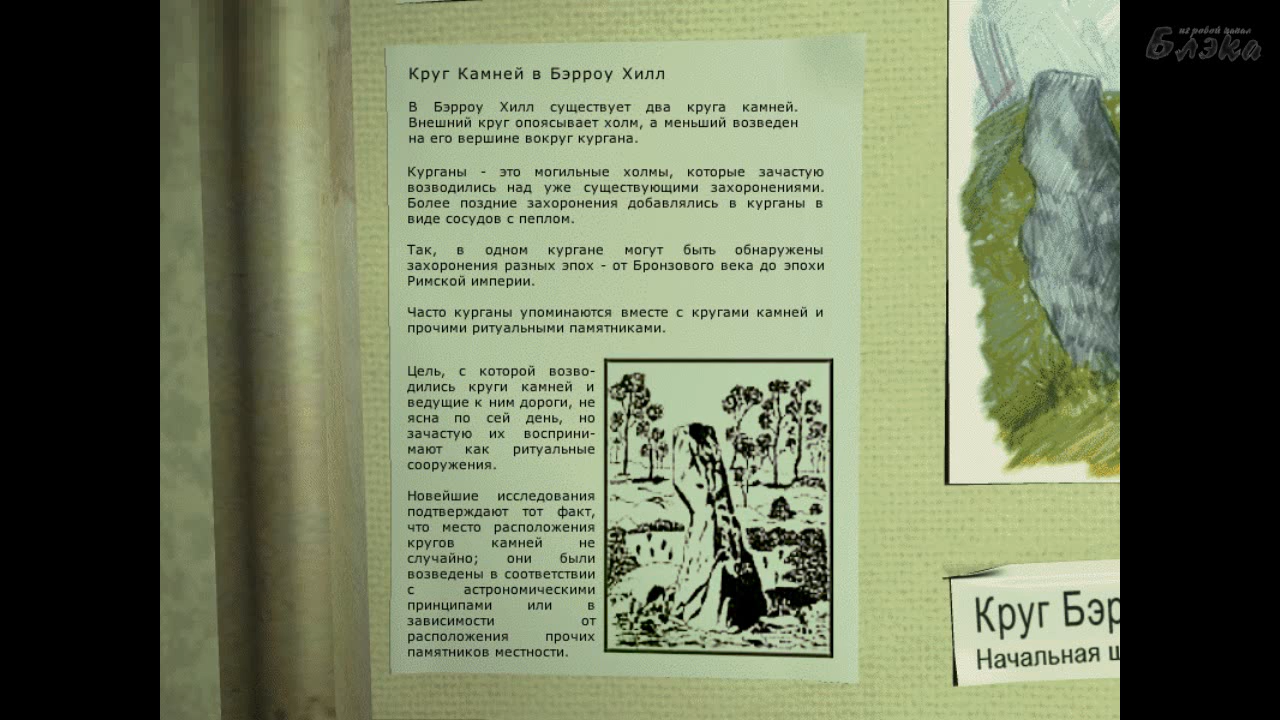 Круг Камней в Бэрроу Хилл
В Бэрроу Хилл существует два круга камней.
Внешний круг опоясывает холм, а меньший возведен
на его вершине вокруг кургана.
Курганы - это могильные холмы, которые зачастую
возводились над уже существующими захоронениями.
Более поздние захоронения добавлялись в курганы в
виде сосудов с пеплом.
Так, в одном кургане могут быть обнаружены
захоронения разных эпох - от Бронзового века до эпохи
Римской империи.
Часто курганы упоминаются вместе с кругами камней и
прочими ритуальными памятниками.
Цель, с которой возво-
дились круги камней и
ведущие к ним дороги, не
ясна по сей день, но
зачастую их восприни-
мают как ритуальные
сооружения.
Новейшие исследования
подтверждают тот факт,
что место расположения
кругов камней не
случайно; они были
возведены в соответствии
с астрономическими
принципами или в
зависимости от
расположения прочих
памятников местности.
Круг Бэр
Начальная ш
игровой канал
Блэка